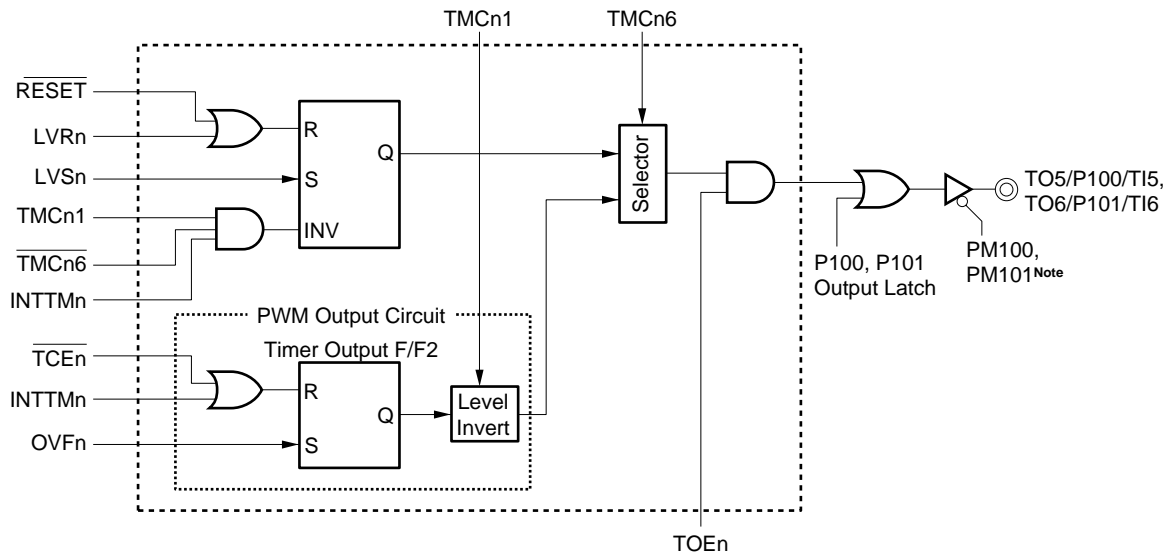 TMCn1
TMCn6
RESET
LVRn
LVSn
TMCn1
TMCn6
INTTMn
R
S
INV
Q
Selector
TO5/P100/TI5,
TO6/P101/TI6
P100, P101
Output Latch
PM100,
PM101Note
PWM Output Circuit
Timer Output F/F2
TCEn
INTTMn
OVFn
R
S
Q
Level
Invert
TOEn